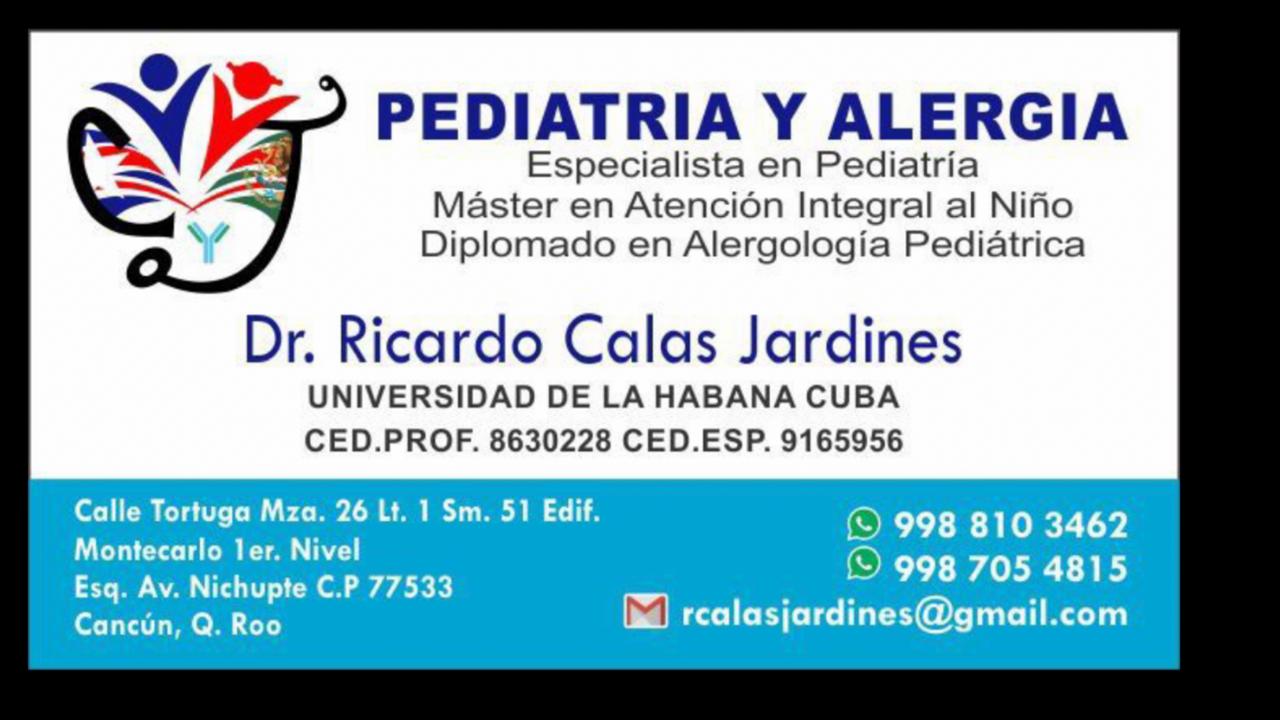 PEDIATRIA Y ALERGIA
Especialista en Pediatría
Máster en Atención Integral al Niño
Diplomado en Alergología Pediátrica
Dr. Ricardo Calas Jardines
UNIVERSIDAD DE LA HABANA CUBA
CED.PROF. 8630228 CED.ESP. 9165956
Calle Tortuga Mza. 26 Lt. 1 Sm. 51 Edif.
Montecarlo 1er. Nivel
Esq. Av. Nichupte C.P 77533
Cancún, Q. Roo
998 810 3462
998 705 4815
rcalasjardines@gmail.com